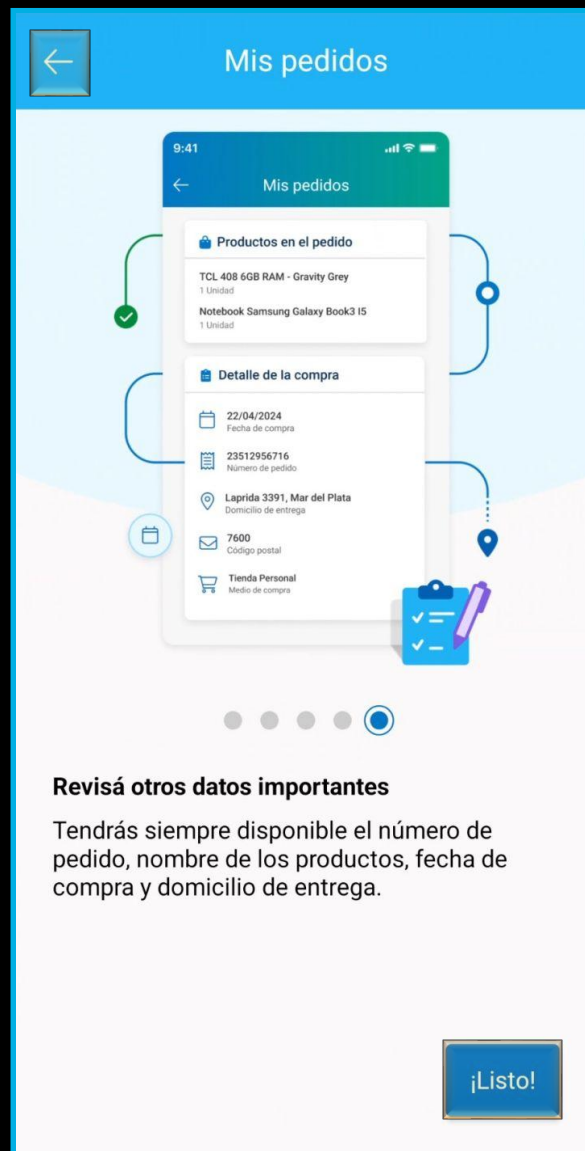 Mis pedidos
9:41
Mis pedidos
Productos en el pedido
TCL 408 6GB RAM - Gravity Grey
1 Unidad
Notebook Samsung Galaxy Book3 I5
1 Unidad
Detalle de la compra
22/04/2024
Fecha de compra
23512956716
Número de pedido
Laprida 3391, Mar del Plata
Domicilio de entrega
7600
Código postal
Tienda Personal
Medio de compra
Revisá otros datos importantes
Tendrás siempre disponible el número de
pedido, nombre de los productos, fecha de
compra y domicilio de entrega.
¡Listo!